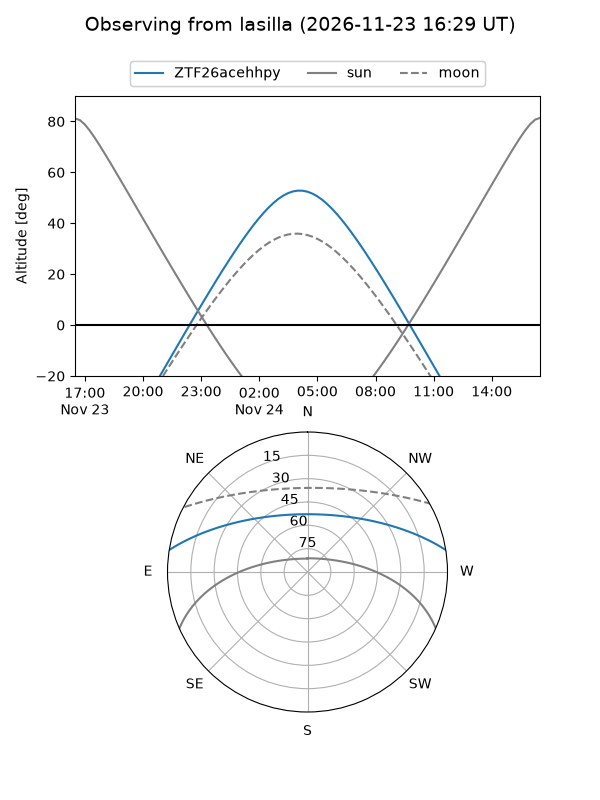 Observing from lasilla (2026-11-23 16:29 UT)
ZTF26acehhpy sun moon
Altitude [deg]
80
60
40
20
0
−20
17:00 20:00 23:00 02:00 05:00 08:00 11:00 14:00
Nov 23 Nov 24
N
NE NW
15
30
45
60
75
E W
SE SW
S